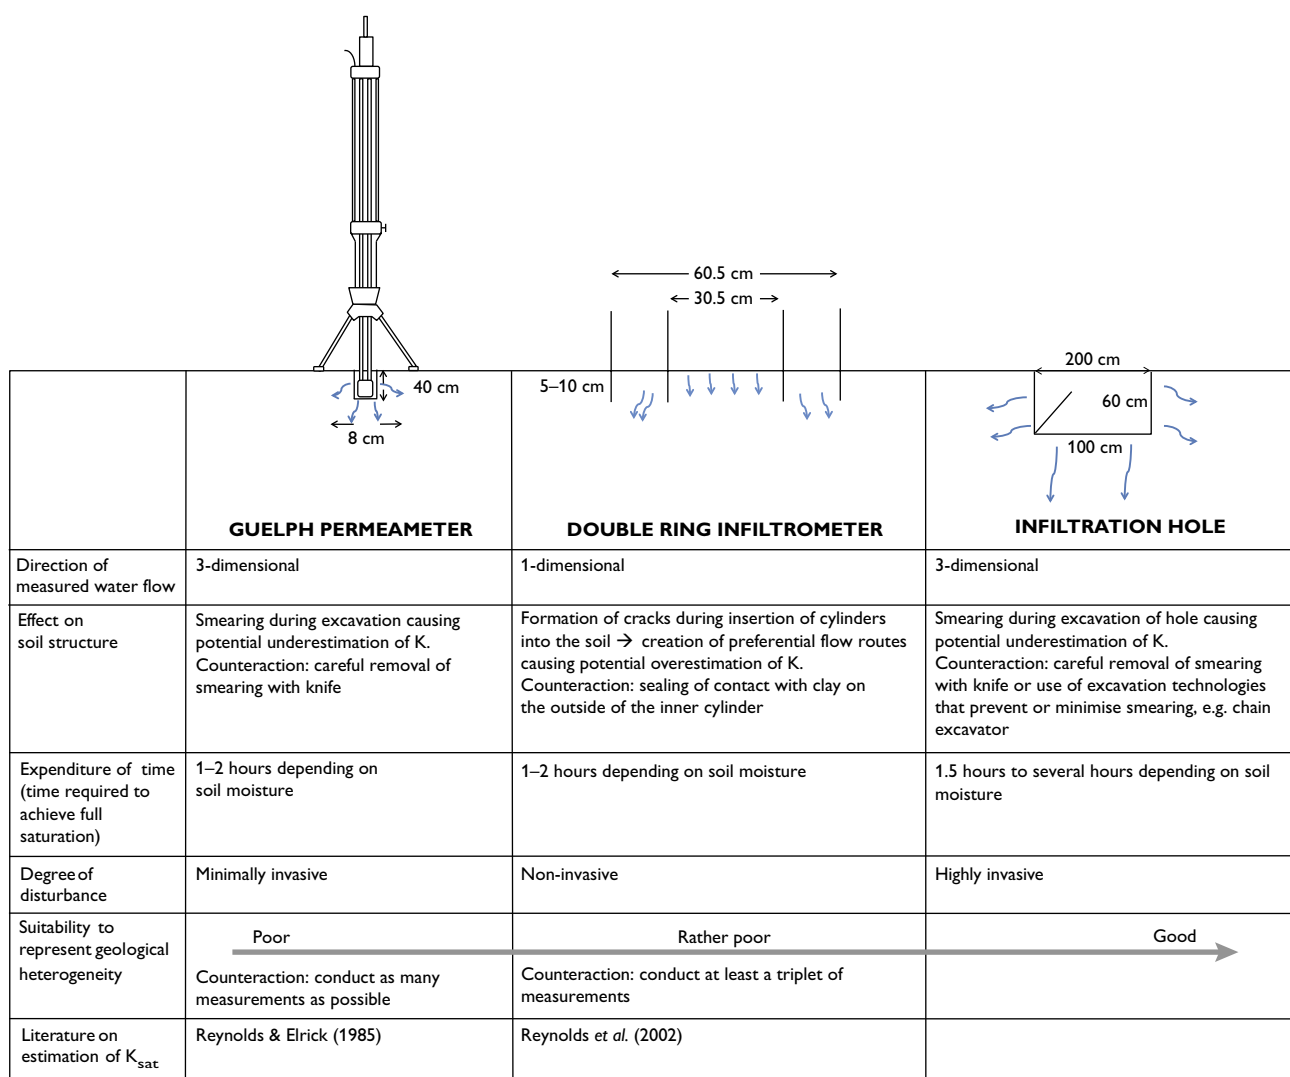 60.5 cm
30.5 cm
200 cm
40 cm
5–10 cm
60 cm
8 cm
100 cm
GUELPH PERMEAMETER
DOUBLE RING INFILTROMETER
INFILTRATION HOLE
Direction of
measured water flow
3-dimensional
1-dimensional
3-dimensional
Effect on
soil structure
Smearing during excavation causing
potential underestimation of K.
Counteraction: careful removal of
smearing with knife
Formation of cracks during insertion of cylinders
into the soil → creation of preferential flow routes
causing potential overestimation of K.
Counteraction: sealing of contact with clay on
the outside of the inner cylinder
Smearing during excavation of hole causing
potential underestimation of K.
Counteraction: careful removal of smearing
with knife or use of excavation technologies
that prevent or minimise smearing, e.g. chain
excavator
Expenditure of time
(time required to
achieve full
saturation)
1–2 hours depending on
soil moisture
1–2 hours depending on soil moisture
1.5 hours to several hours depending on soil
moisture
Degree of
disturbance
Minimally invasive
Non-invasive
Highly invasive
Suitability to
represent geological
heterogeneity
Poor
Counteraction: conduct as many
measurements as possible
Rather poor
Counteraction: conduct at least a triplet of
measurements
Good
Literature on
estimation of Ksat
Reynolds & Elrick (1985)
Reynolds et al. (2002)